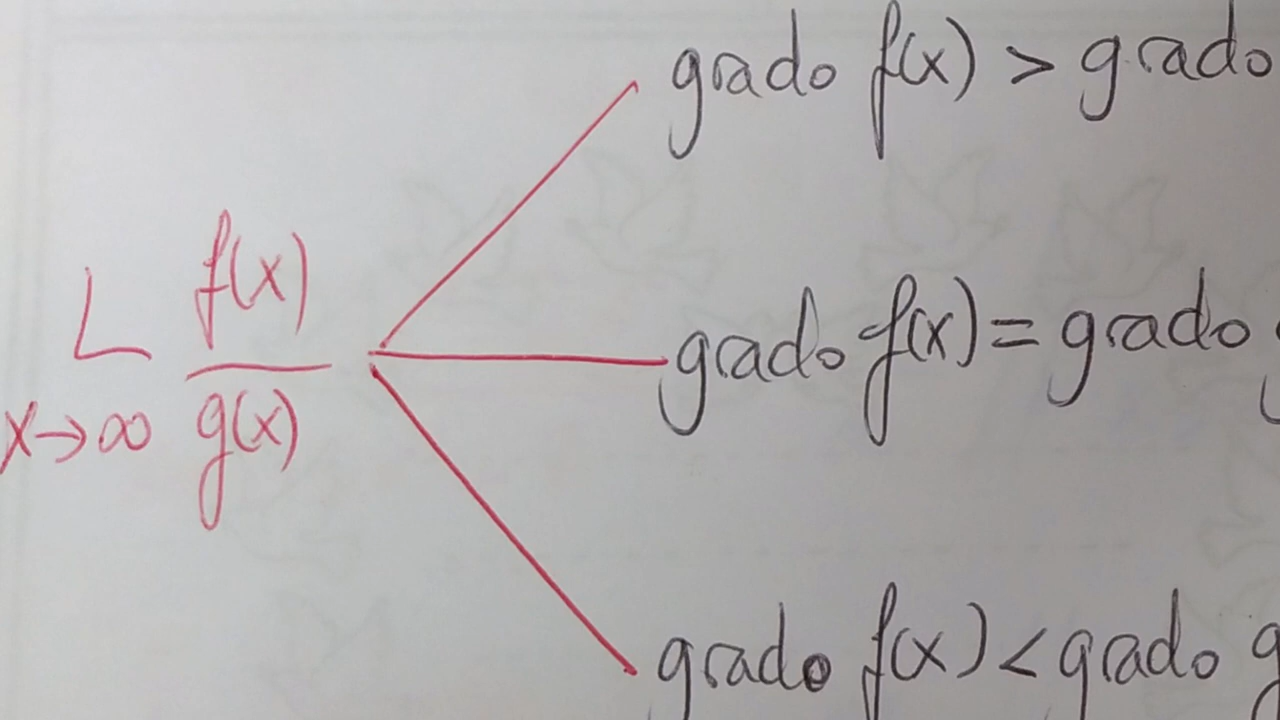 grado f(x) > grado
L f(x)
x→∞ g(x)
grado f(x) = grado
grado f(x) < grado g